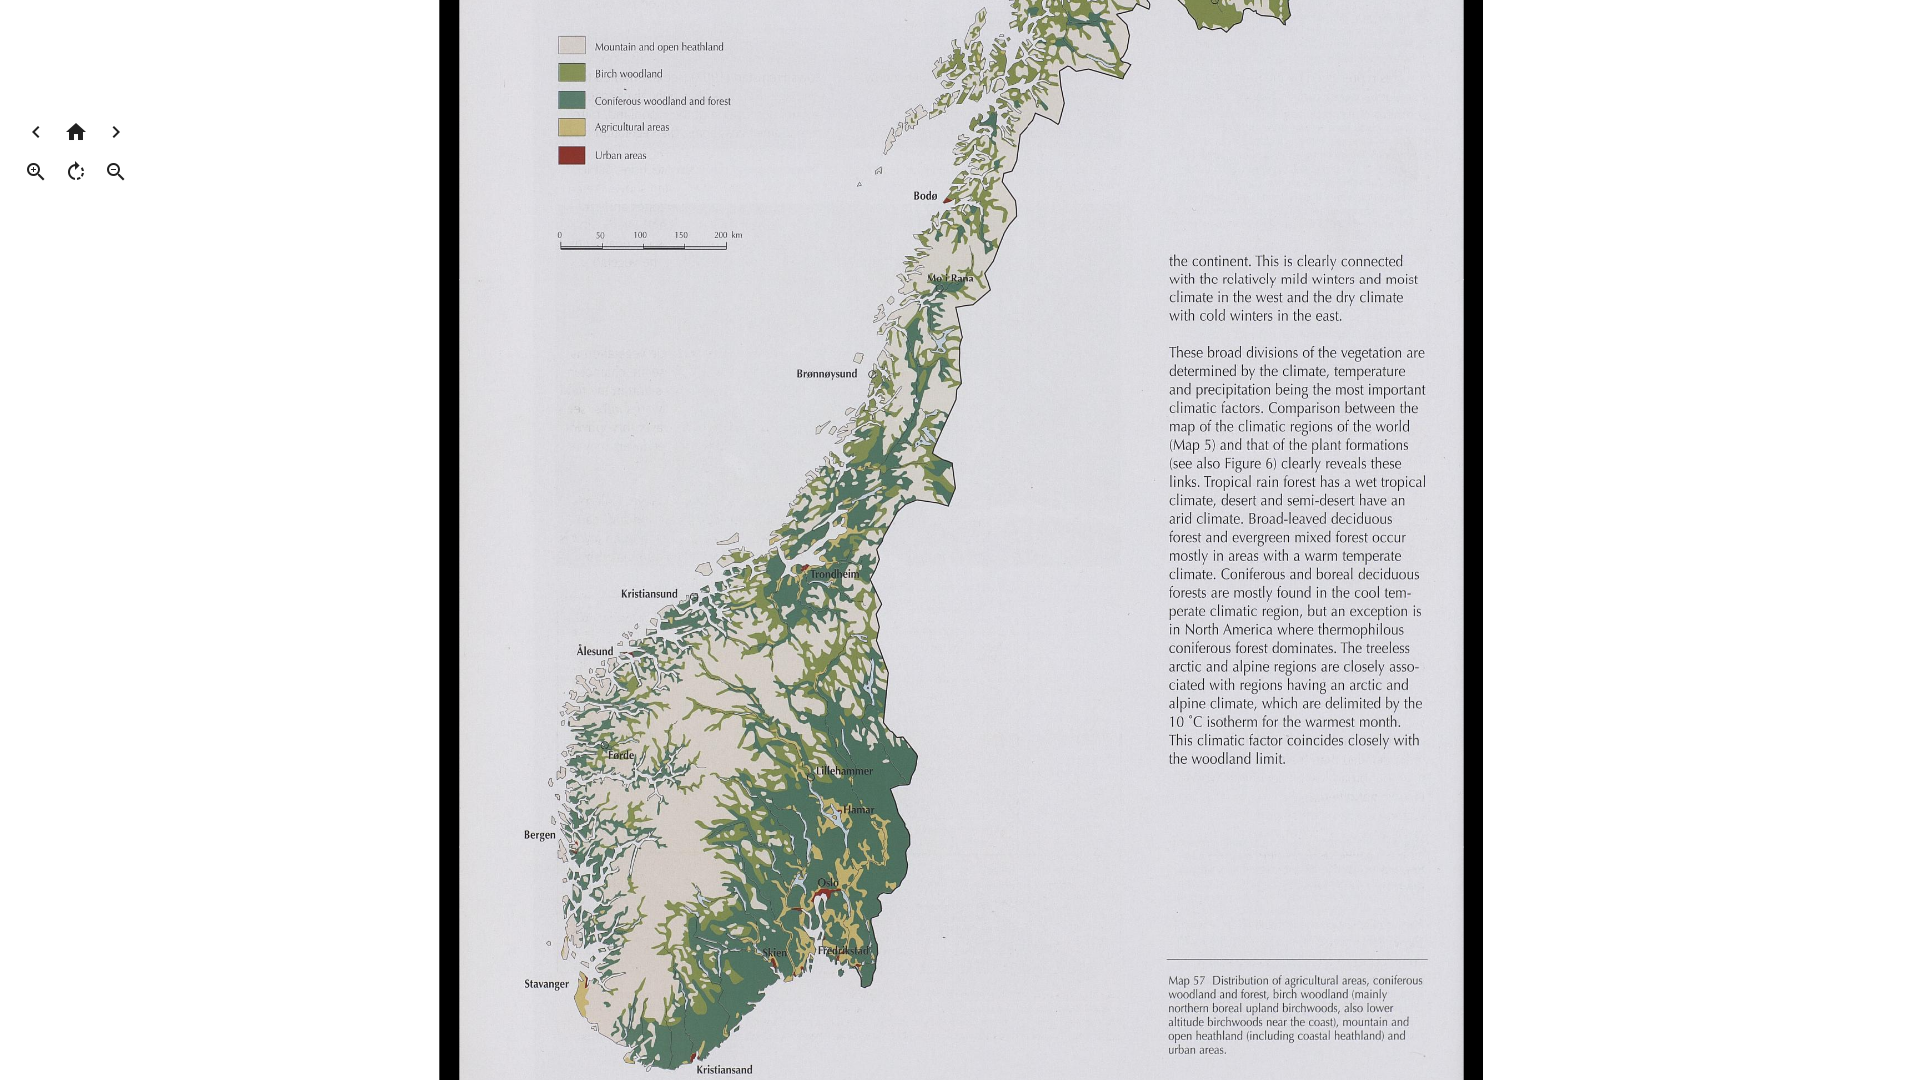 Mountain and open heathland
Birch woodland
Coniferous woodland and forest
Agricultural areas
Urban areas
0 50 100 150 200 km
Bodø
Mo i Rana
Brønnøysund
Trondheim
Kristiansund
Ålesund
Førde
Lillehammer
Hamar
Bergen
Oslo
Skien
Fredrikstad
Stavanger
Kristiansand
the continent. This is clearly connected
with the relatively mild winters and moist
climate in the west and the dry climate
with cold winters in the east.
These broad divisions of the vegetation are
determined by the climate, temperature
and precipitation being the most important
climatic factors. Comparison between the
map of the climatic regions of the world
(Map 5) and that of the plant formations
(see also Figure 6) clearly reveals these
links. Tropical rain forest has a wet tropical
climate, desert and semi-desert have an
arid climate. Broad-leaved deciduous
forest and evergreen mixed forest occur
mostly in areas with a warm temperate
climate. Coniferous and boreal deciduous
forests are mostly found in the cool tem-
perate climatic region, but an exception is
in North America where thermophilous
coniferous forest dominates. The treeless
arctic and alpine regions are closely asso-
ciated with regions having an arctic and
alpine climate, which are delimited by the
10 ˚C isotherm for the warmest month.
This climatic factor coincides closely with
the woodland limit.
Map 57 Distribution of agricultural areas, coniferous
woodland and forest, birch woodland (mainly
northern boreal upland birchwoods, also lower
altitude birchwoods near the coast), mountain and
open heathland (including coastal heathland) and
urban areas.